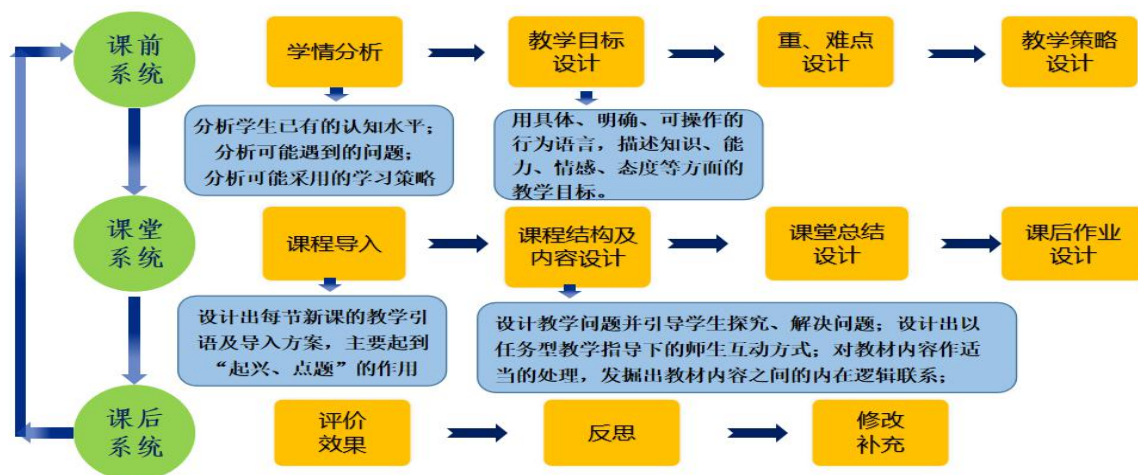 课前
系统
学情分析
教学目标
设计
重、难点
设计
教学策略
设计
分析学生已有的认知水平；
分析可能遇到的问题；
分析可能采用的学习策略
用具体、明确、可操作的
行为语言，描述知识、能
力、情感、态度等方面的
教学目标。
课堂
系统
课程导入
课程结构及
内容设计
课堂总结
设计
课后作业
设计
设计出每节新课的教学引
语及导入方案，主要起到
“起兴、点题”的作用
设计教学问题并引导学生探究、解决问题；设计出以
任务型教学指导下的师生互动方式；对教材内容作适
当的处理，发掘出教材内容之间的内在逻辑联系；
课后
系统
评价
效果
反思
修改
补充